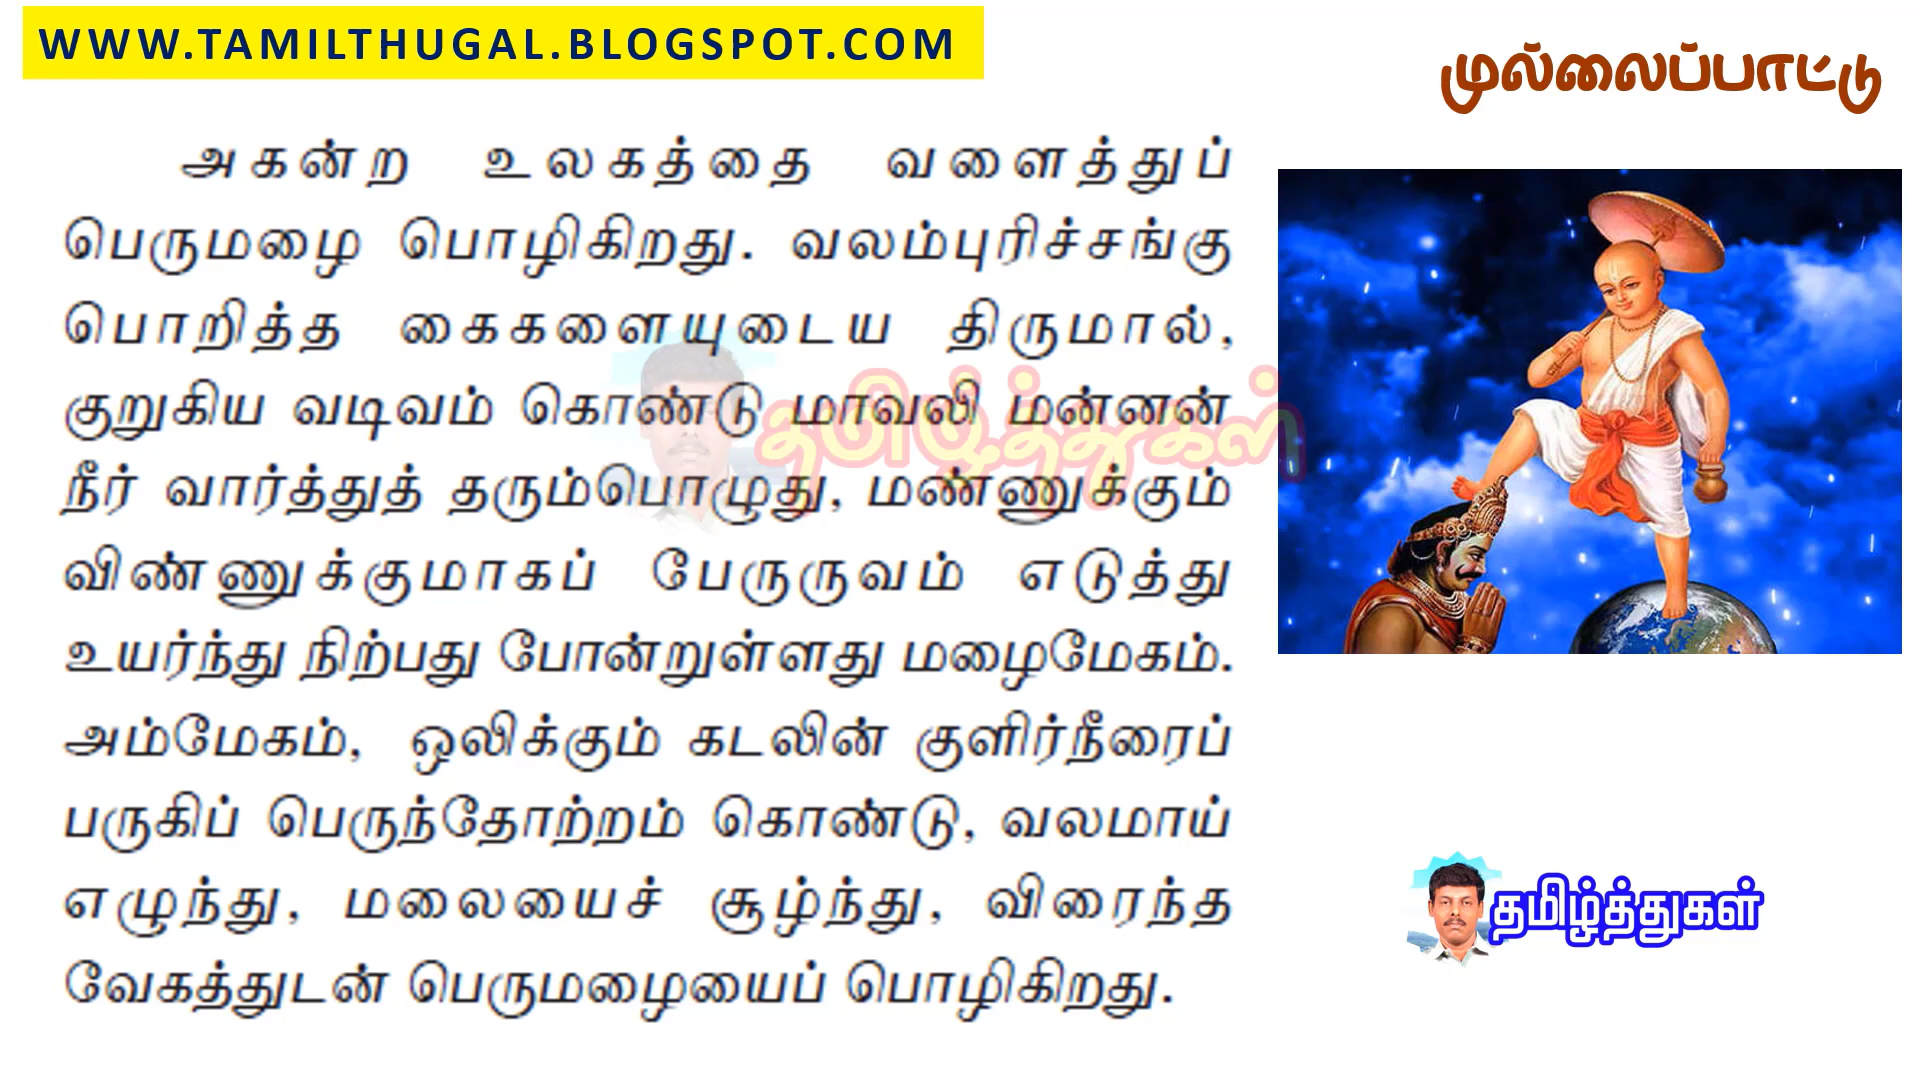 WWW.TAMILTHUGAL.BLOGSPOT.COM
முல்லைப்பாட்டு
அகன்ற உலகத்தை வளைத்துப்
பெருமழை பொழிகிறது. வலம்புரிச்சங்கு
பொறித்த கைகளையுடைய திருமால்,
குறுகிய வடிவம் கொண்டு மாவலி மன்னன்
நீர் வார்த்துத் தரும்பொழுது, மண்ணுக்கும்
விண்ணுக்குமாகப் பேருருவம் எடுத்து
உயர்ந்து நிற்பது போன்றுள்ளது மழைமேகம்.
அம்மேகம், ஒலிக்கும் கடலின் குளிர்நீரைப்
பருகிப் பெருந்தோற்றம் கொண்டு, வலமாய்
எழுந்து, மலையைச் சூழ்ந்து, விரைந்த
வேகத்துடன் பெருமழையைப் பொழிகிறது.
தமிழ்த்துகள்
தமிழ்த்துகள்